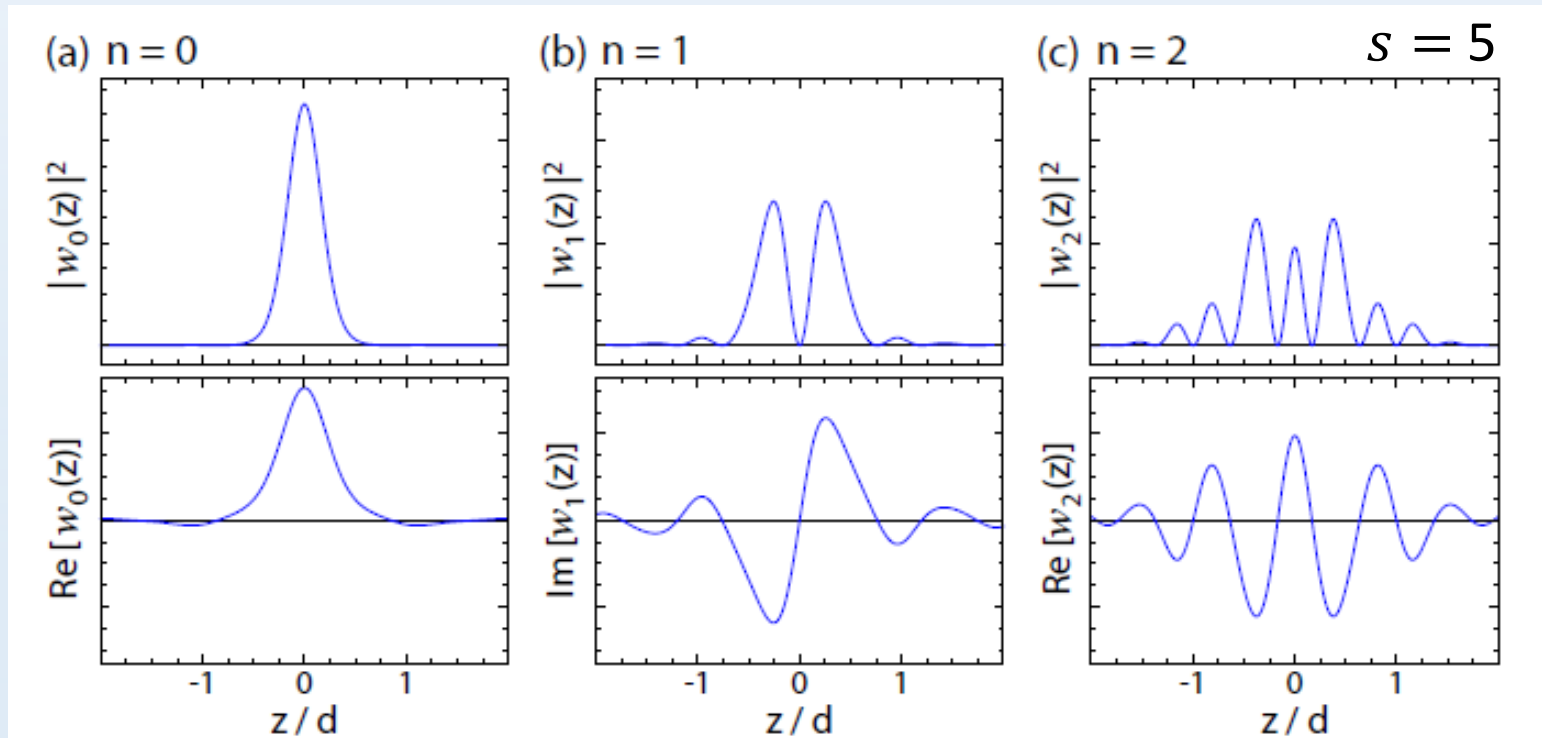 (a) n = 0
(b) n = 1
(c) n = 2
s = 5
|w₀(z)|²
|w₁(z)|²
|w₂(z)|²
Re [w₀(z)]
Im [w₁(z)]
Re [w₂(z)]
-1 0 1
-1 0 1
-1 0 1
z / d
z / d
z / d